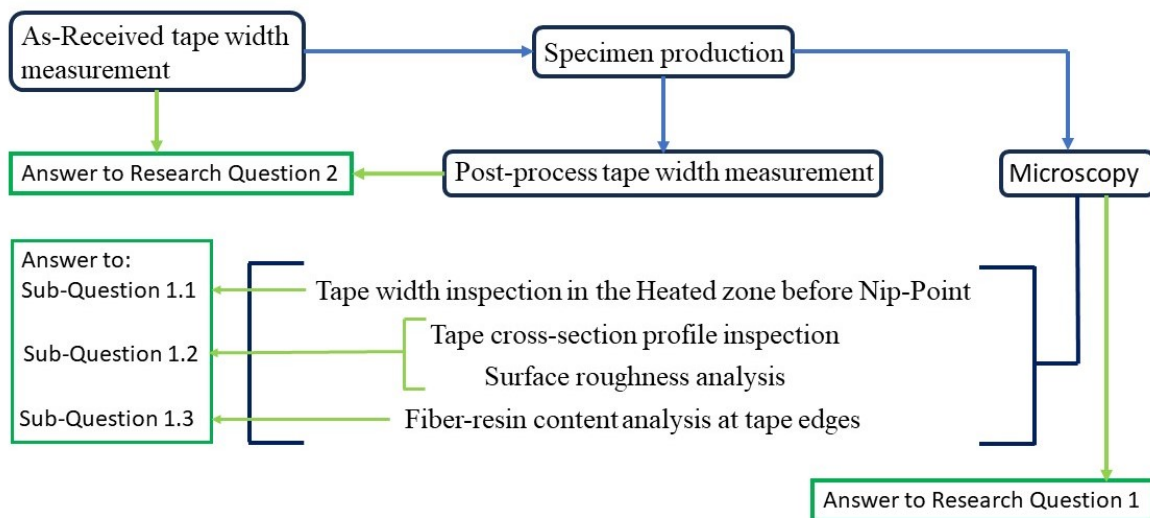 As-Received tape width
measurement
Specimen production
Answer to Research Question 2
Post-process tape width measurement
Microscopy
Answer to:
Sub-Question 1.1
Tape width inspection in the Heated zone before Nip-Point
Tape cross-section profile inspection
Sub-Question 1.2
Surface roughness analysis
Sub-Question 1.3
Fiber-resin content analysis at tape edges
Answer to Research Question 1